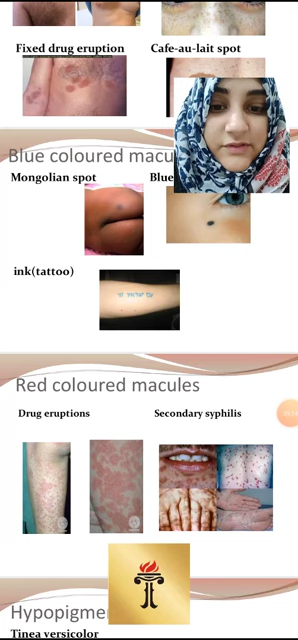 Fixed drug eruption
Cafe-au-lait spot
Blue coloured macu
Mongolian spot
Blue
ink(tattoo)
Red coloured macules
Drug eruptions
Secondary syphilis
Hypopigme
Tinea versicolor